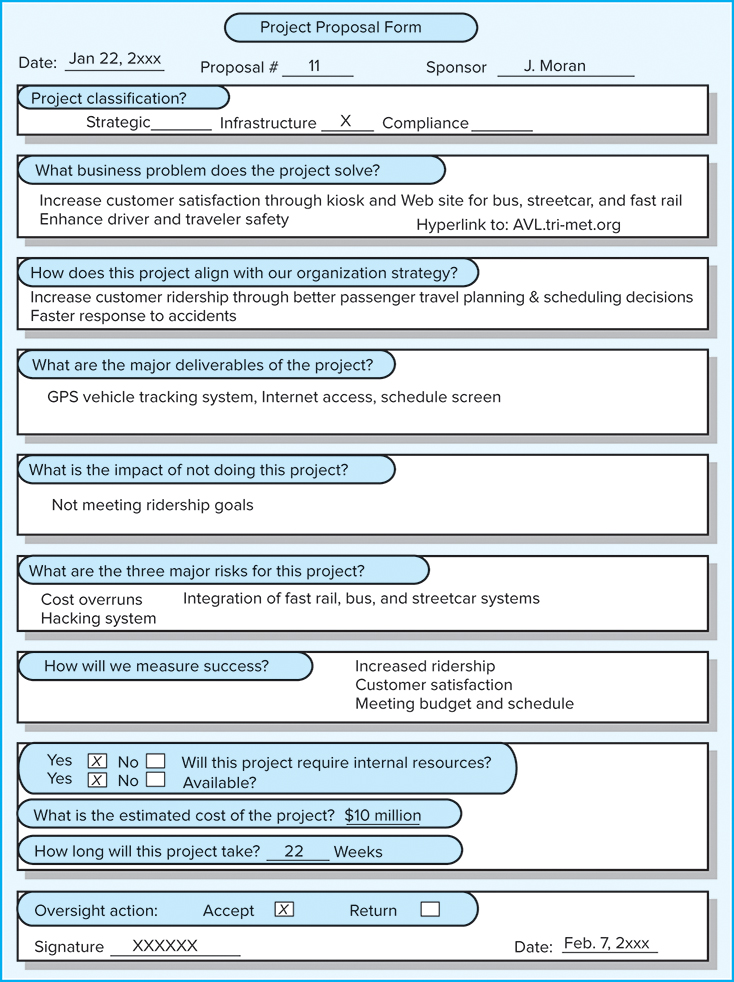 Project Proposal Form
Date: Jan 22, 2xxx Proposal # 11 Sponsor J. Moran
Project classification?
Strategic Infrastructure X Compliance
What business problem does the project solve?
Increase customer satisfaction through kiosk and Web site for bus, streetcar, and fast rail
Enhance driver and traveler safety Hyperlink to: AVL.tri-met.org
How does this project align with our organization strategy?
Increase customer ridership through better passenger travel planning & scheduling decisions
Faster response to accidents
What are the major deliverables of the project?
GPS vehicle tracking system, Internet access, schedule screen
What is the impact of not doing this project?
Not meeting ridership goals
What are the three major risks for this project?
Cost overruns Integration of fast rail, bus, and streetcar systems
Hacking system
How will we measure success? Increased ridership
Customer satisfaction
Meeting budget and schedule
Yes X No Will this project require internal resources?
Yes X No Available?
What is the estimated cost of the project? $10 million
How long will this project take? 22 Weeks
Oversight action: Accept X Return
Signature XXXXXX Date: Feb. 7, 2xxx